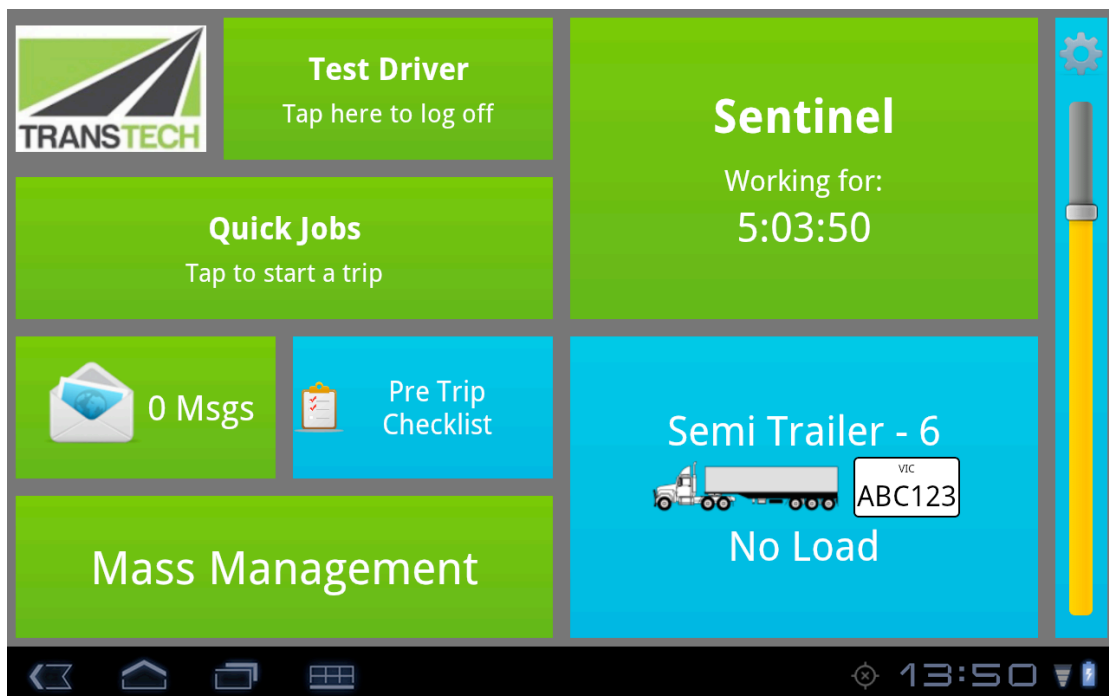 TRANSTECH
Test Driver
Tap here to log off
Sentinel
Working for:
5:03:50
Quick Jobs
Tap to start a trip
0 Msgs
Pre Trip
Checklist
Semi Trailer - 6
VIC
ABC123
No Load
Mass Management
13:50